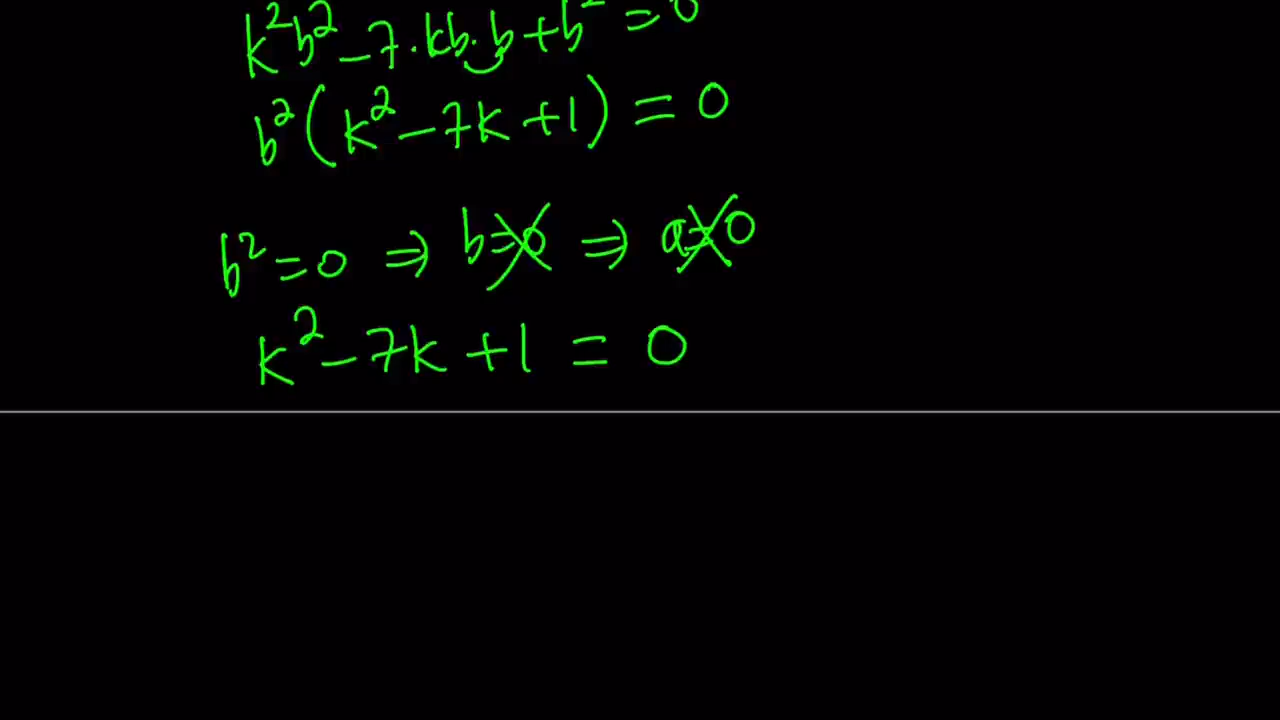 k²b² - 7·kb·b + b² = 0
b²(k² - 7k + 1) = 0
b² = 0 ⇒ b = 0 ⇒ a = 0
k² - 7k + 1 = 0